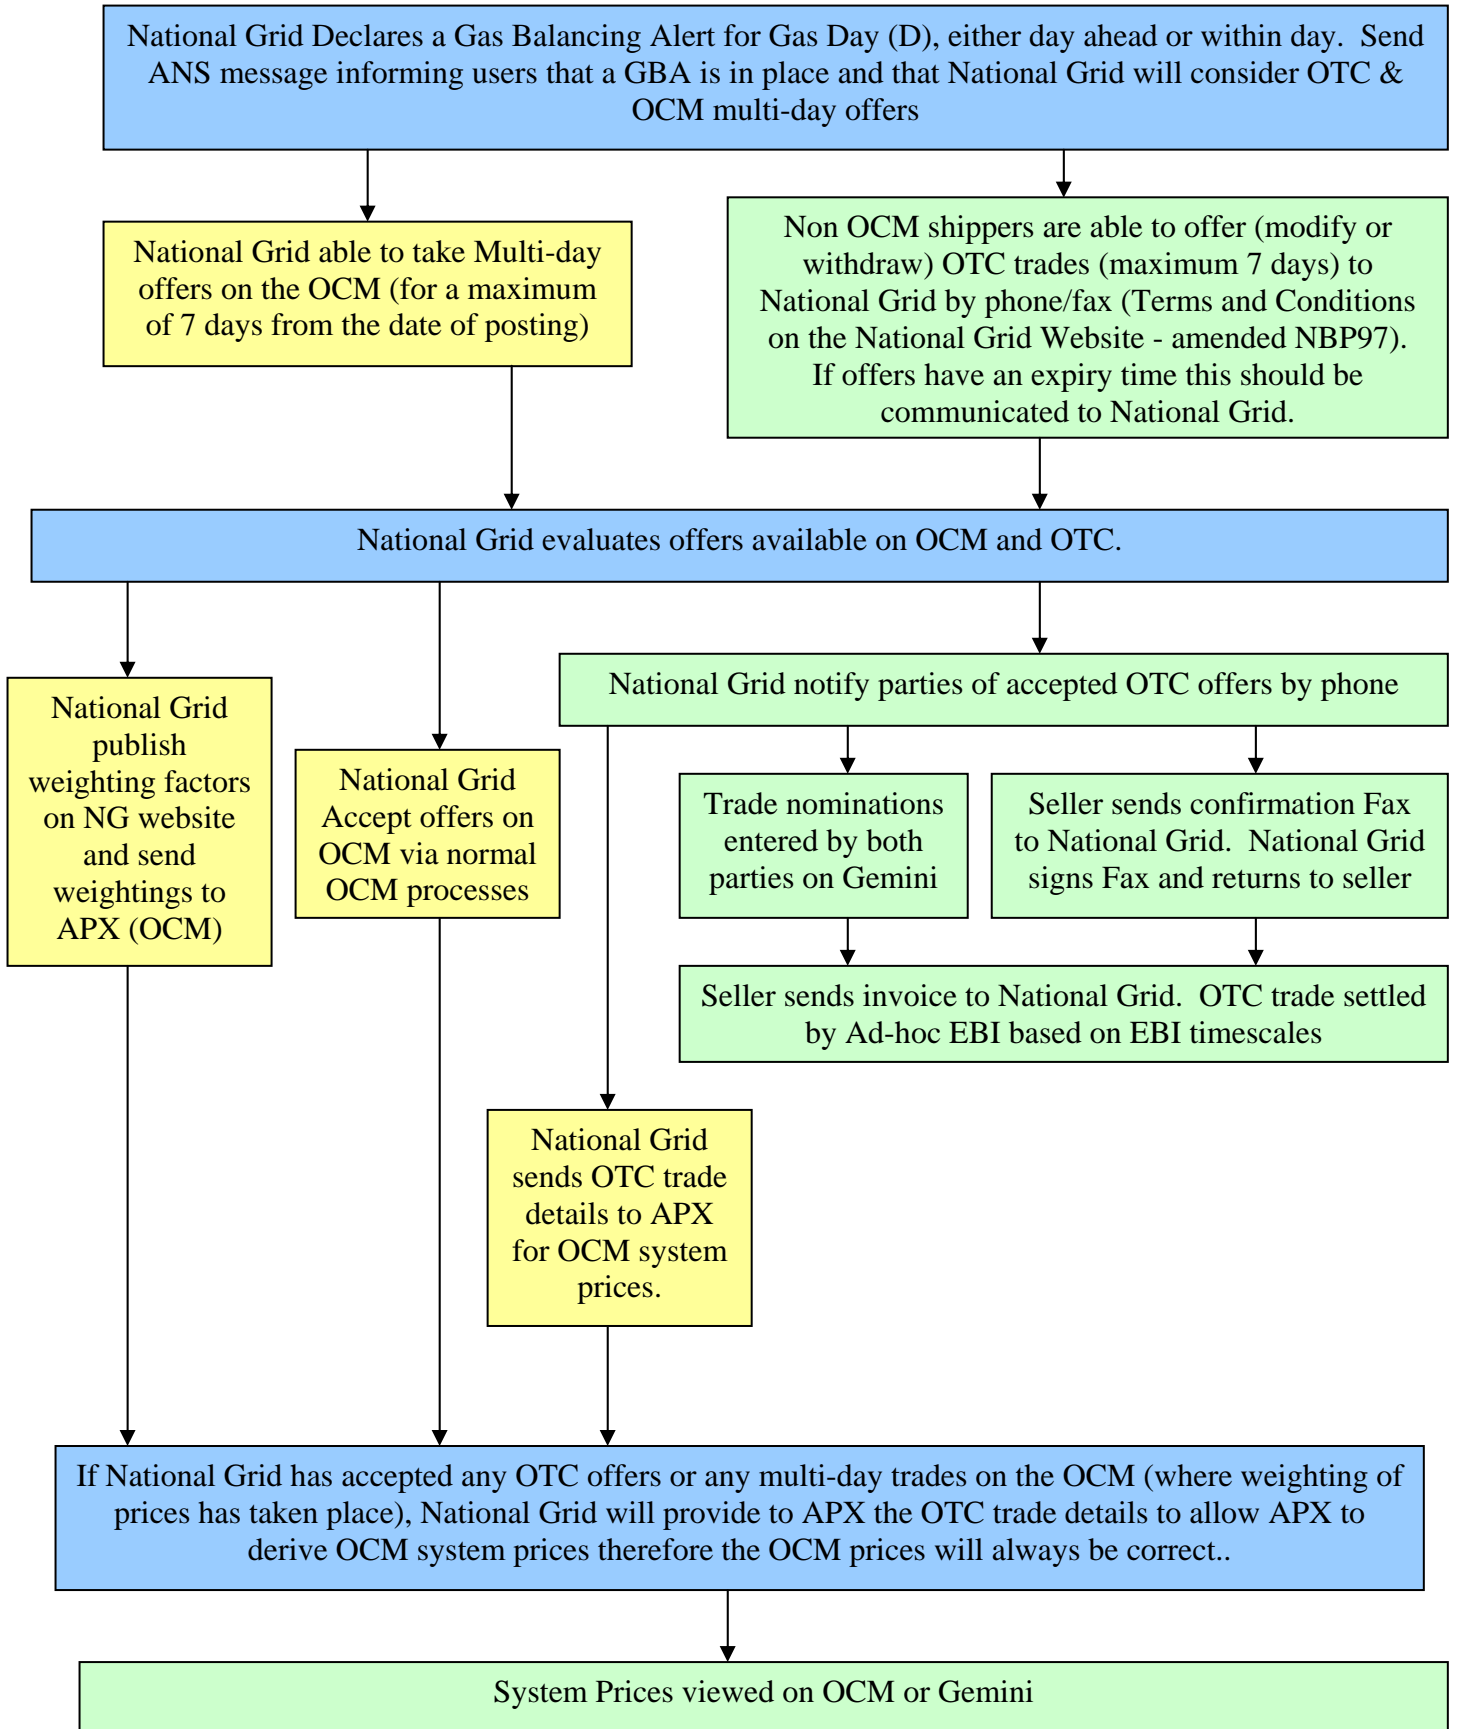 National Grid Declares a Gas Balancing Alert for Gas Day (D), either day ahead or within day.  Send
ANS message informing users that a GBA is in place and that National Grid will consider OTC &
OCM multi-day offers
National Grid able to take Multi-day
offers on the OCM (for a maximum
of 7 days from the date of posting)
Non OCM shippers are able to offer (modify or
withdraw) OTC trades (maximum 7 days) to
National Grid by phone/fax (Terms and Conditions
on the National Grid Website - amended NBP97).
If offers have an expiry time this should be
communicated to National Grid.
National Grid evaluates offers available on OCM and OTC.
National Grid
publish
weighting factors
on NG website
and send
weightings to
APX (OCM)
National Grid
Accept offers on
OCM via normal
OCM processes
National Grid notify parties of accepted OTC offers by phone
Trade nominations
entered by both
parties on Gemini
Seller sends confirmation Fax
to National Grid.  National Grid
signs Fax and returns to seller
Seller sends invoice to National Grid.  OTC trade settled
by Ad-hoc EBI based on EBI timescales
National Grid
sends OTC trade
details to APX
for OCM system
prices.
If National Grid has accepted any OTC offers or any multi-day trades on the OCM (where weighting of
prices has taken place), National Grid will provide to APX the OTC trade details to allow APX to
derive OCM system prices therefore the OCM prices will always be correct..
System Prices viewed on OCM or Gemini